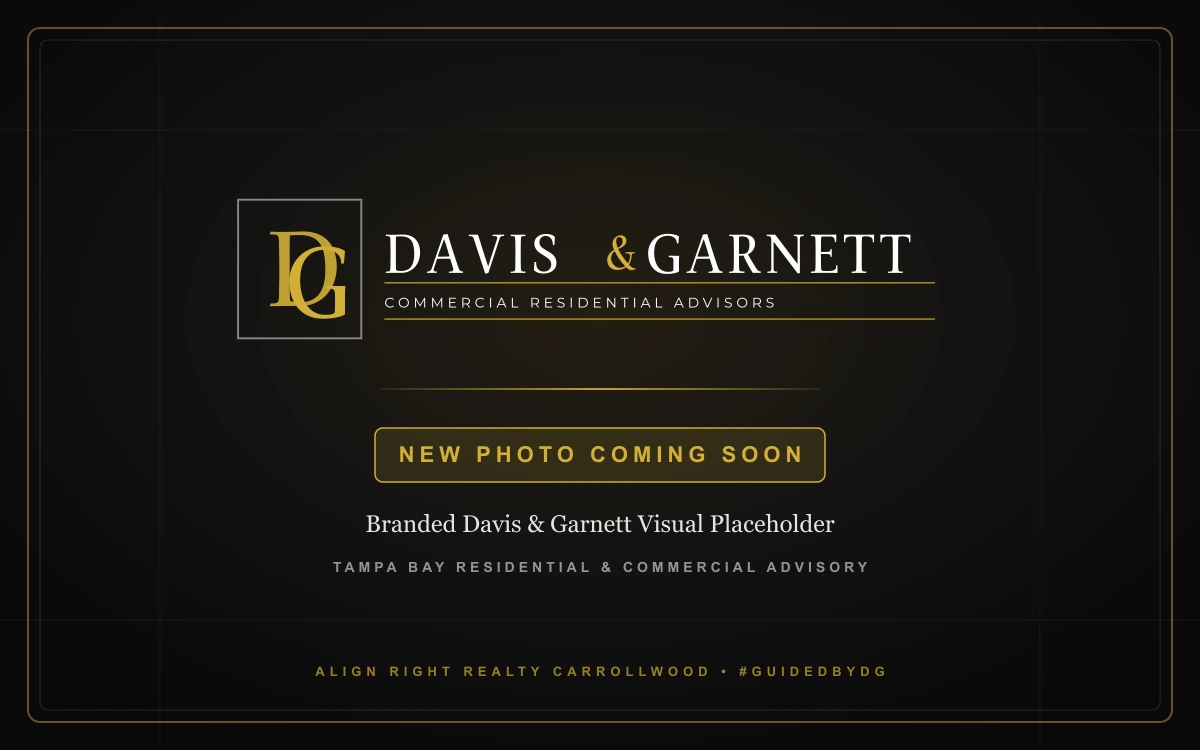 DG
DAVIS & GARNETT
COMMERCIAL RESIDENTIAL ADVISORS
NEW PHOTO COMING SOON
Branded Davis & Garnett Visual Placeholder
TAMPA BAY RESIDENTIAL & COMMERCIAL ADVISORY
ALIGN RIGHT REALTY CARROLLWOOD • #GUIDEDBYDG